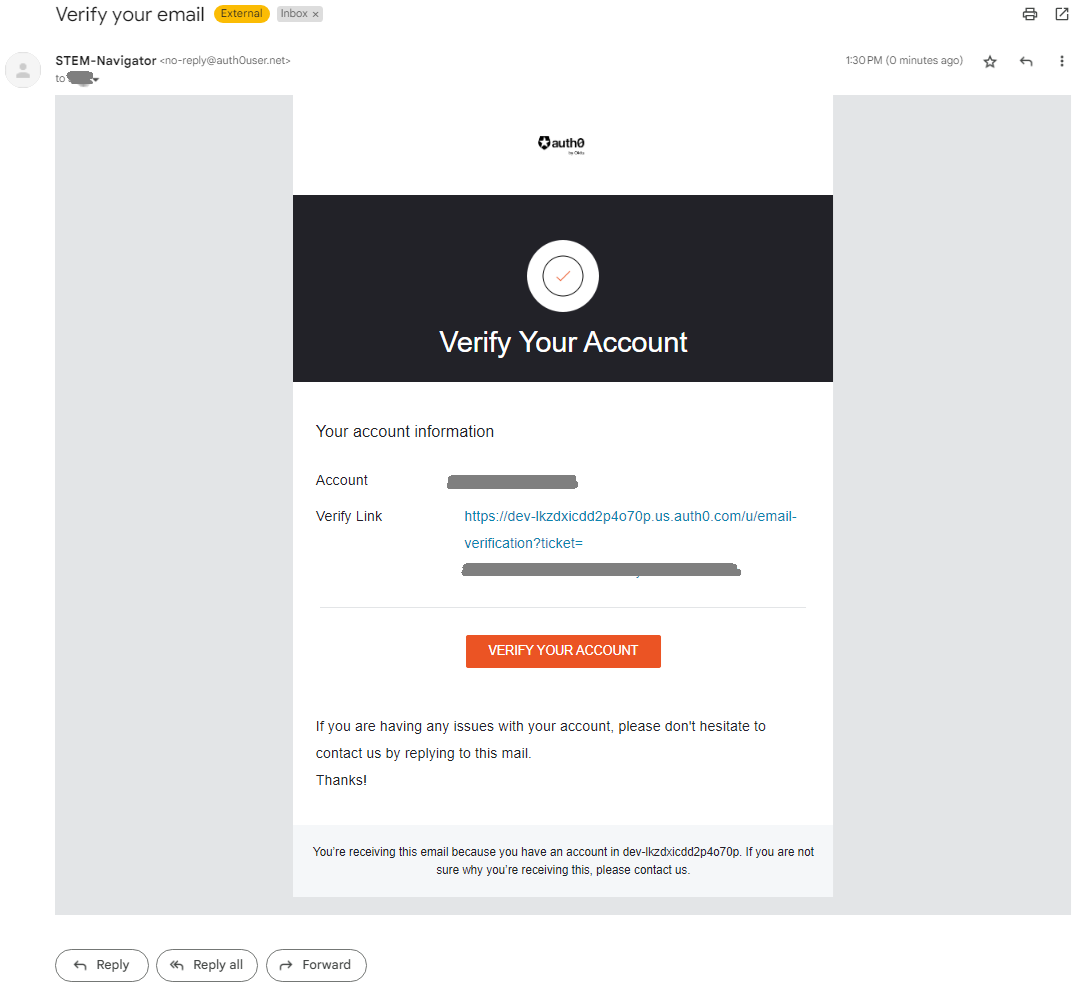 Verify your email External Inbox ×
STEM-Navigator <no-reply@auth0user.net>
1:30 PM (0 minutes ago)
to
auth0
by Okta
Verify Your Account
Your account information
Account
Verify Link
https://dev-lkzdxicdd2p4o70p.us.auth0.com/u/email-
verification?ticket=
VERIFY YOUR ACCOUNT
If you are having any issues with your account, please don't hesitate to
contact us by replying to this mail.
Thanks!
You’re receiving this email because you have an account in dev-lkzdxicdd2p4o70p. If you are not
sure why you’re receiving this, please contact us.
Reply
Reply all
Forward